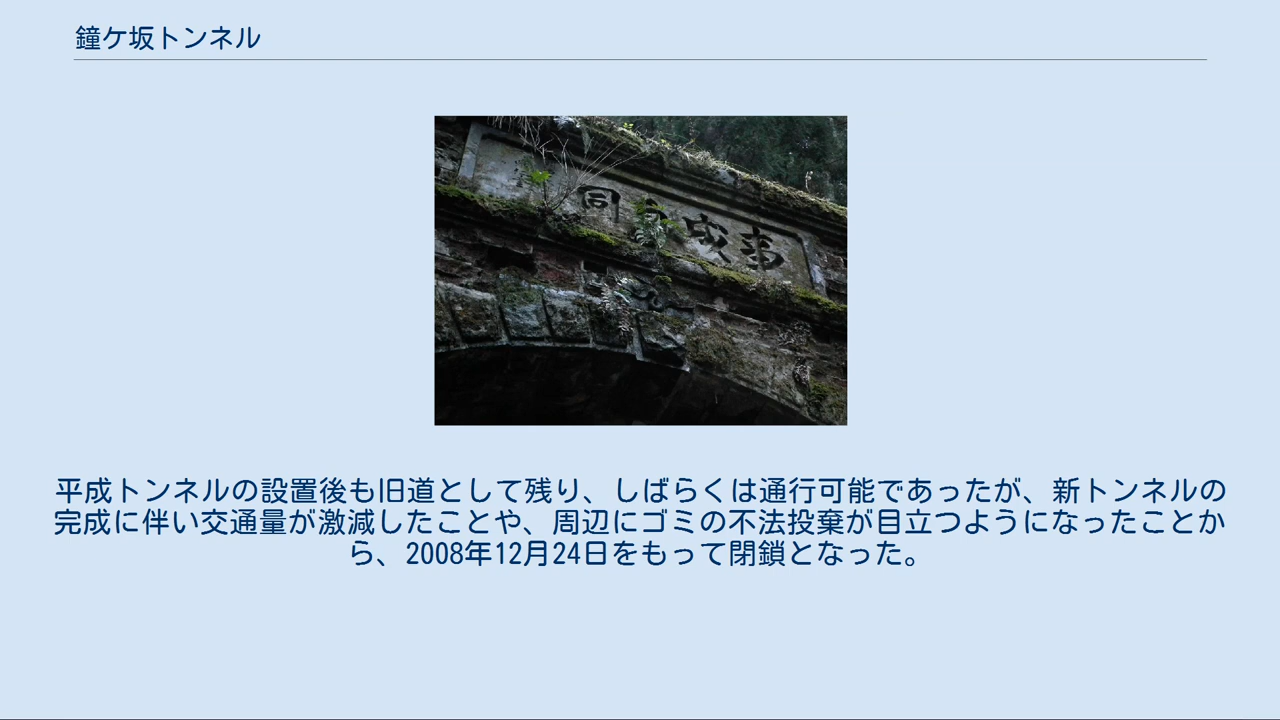 鐘ケ坂トンネル
事成自同
平成トンネルの設置後も旧道として残り、しばらくは通行可能であったが、新トンネルの
完成に伴い交通量が激減したことや、周辺にゴミの不法投棄が目立つようになったことか
ら、2008年12月24日をもって閉鎖となった。